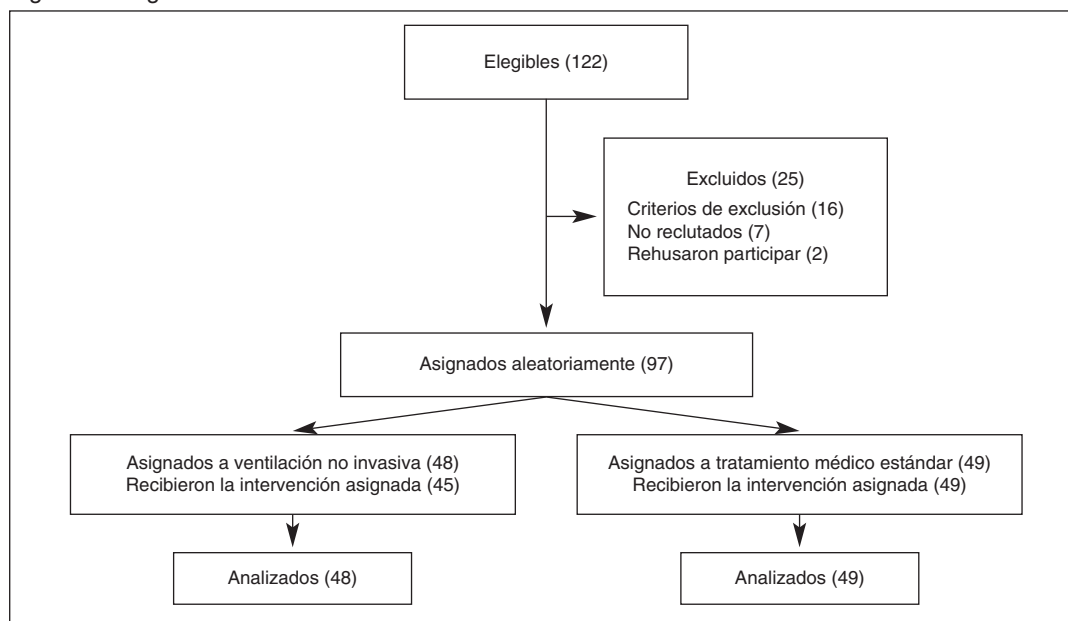 Elegibles (122)
Excluidos (25)
Criterios de exclusión (16)
No reclutados (7)
Rehusaron participar (2)
Asignados aleatoriamente (97)
Asignados a ventilación no invasiva (48)
Recibieron la intervención asignada (45)
Asignados a tratamiento médico estándar (49)
Recibieron la intervención asignada (49)
Analizados (48)
Analizados (49)